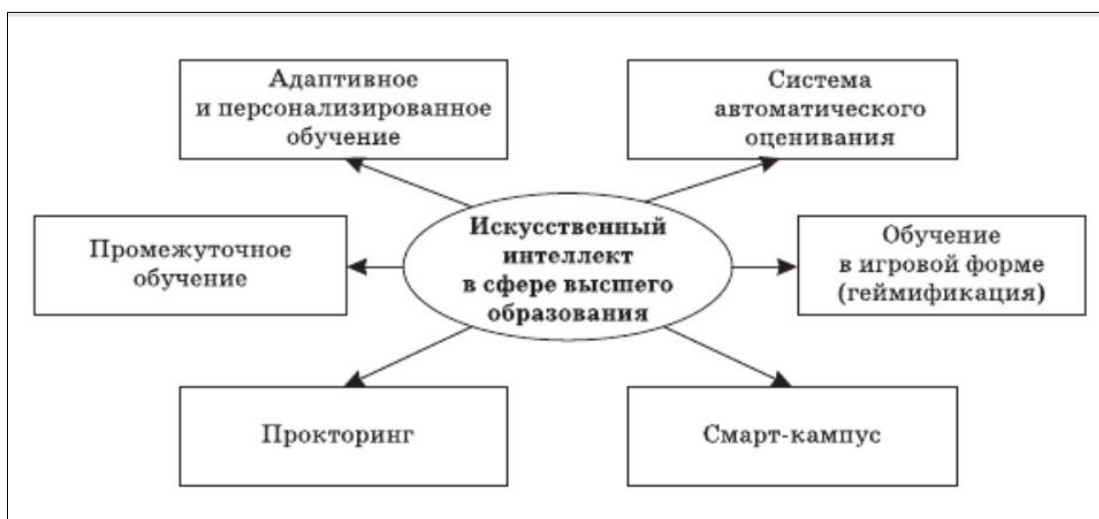 Адаптивное
и персонализированное
обучение
Система
автоматического
оценивания
Промежуточное
обучение
Искусственный
интеллект
в сфере высшего
образования
Обучение
в игровой форме
(геймификация)
Прокторинг
Смарт-кампус